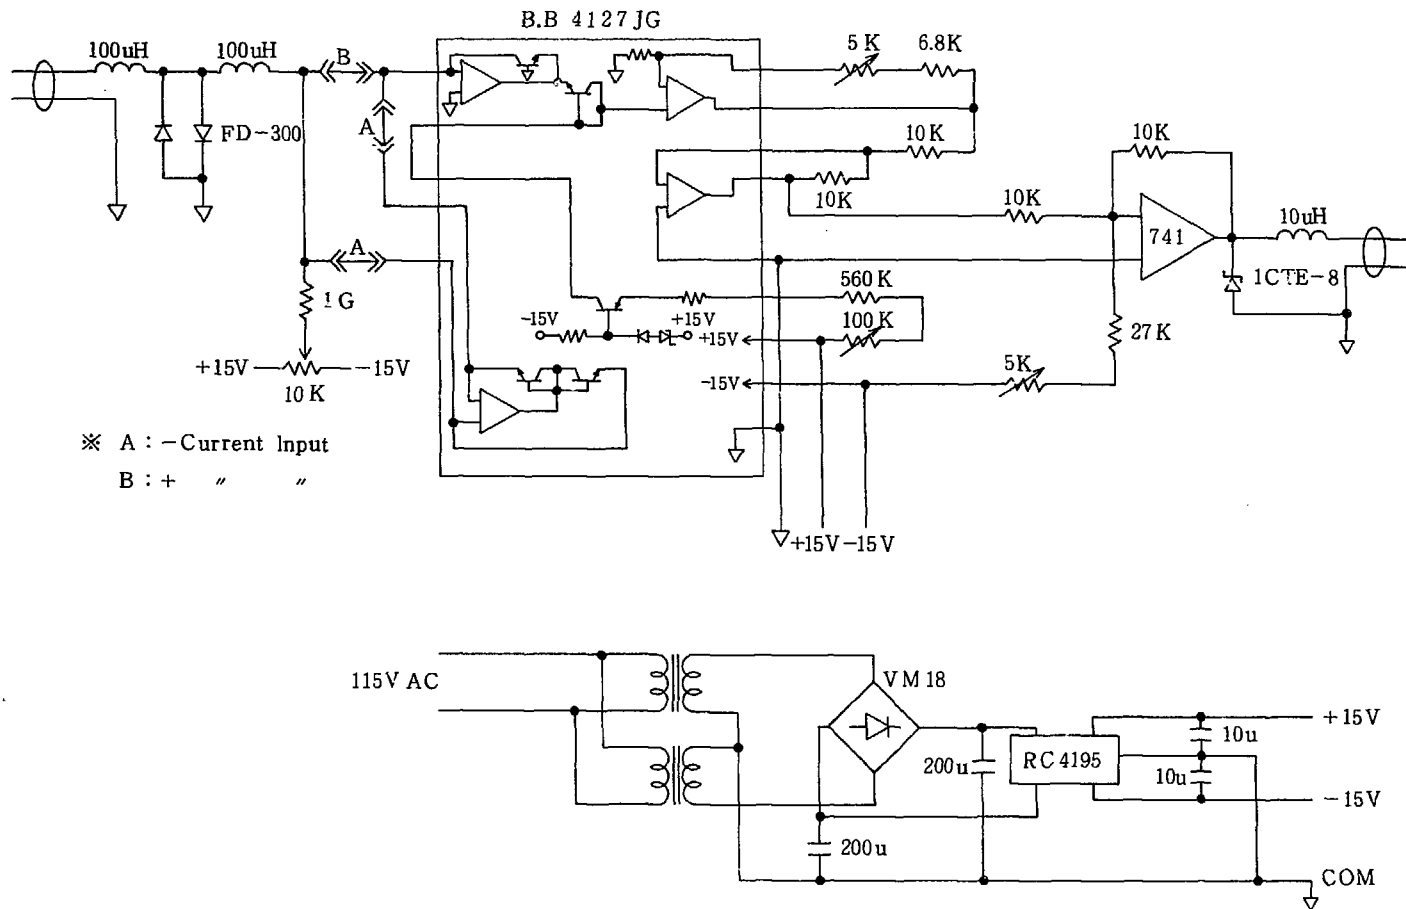 B.B 4127JG
100uH
100uH
B
5K
6.8K
A
FD-300
10K
10K
10K
10K
10uH
741
A
1CTE-8
1G
560K
-15V
+15V
+15V
100K
27K
+15V
-15V
10K
-15V
5K
※ A : -Current Input
B : + 〃 〃
+15V
-15V
115V AC
VM18
+15V
10u
RC4195
200u
10u
-15V
200u
COM